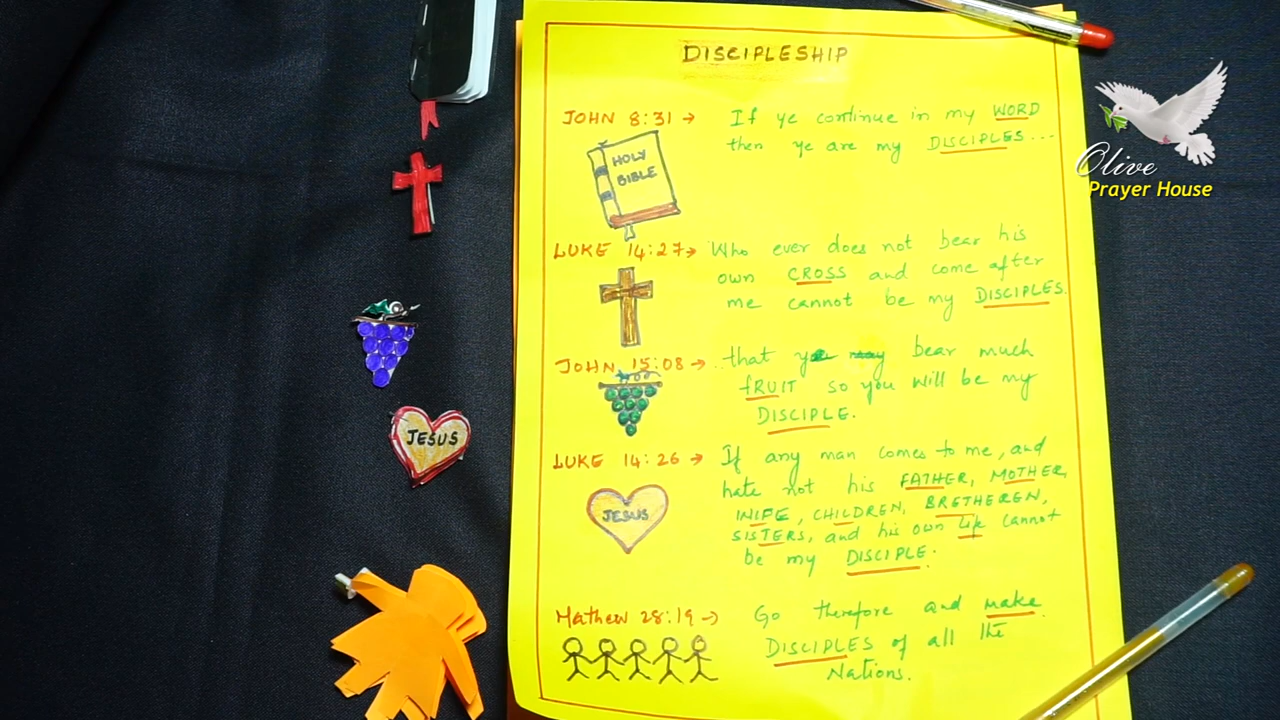 DISCIPLESHIP
JOHN 8:31 → If ye continue in my WORD
then ye are my DISCIPLES...
HOLY
BIBLE
LUKE 14:27 → Who ever does not bear his
own CROSS and come after
me cannot be my DISCIPLES.
JOHN 15:08 → ..that you may bear much
fRUIT so you will be my
DISCIPLE.
LUKE 14:26 → If any man comes to me, and
hate not his FATHER, MOTHER,
WIFE, CHILDREN, BRETHEREN,
SISTERS, and his own life cannot
be my DISCIPLE.
JESUS
Mathew 28:19 → Go therefore and make
DISCIPLES of all the
Nations.
JESUS
Olive
Prayer House